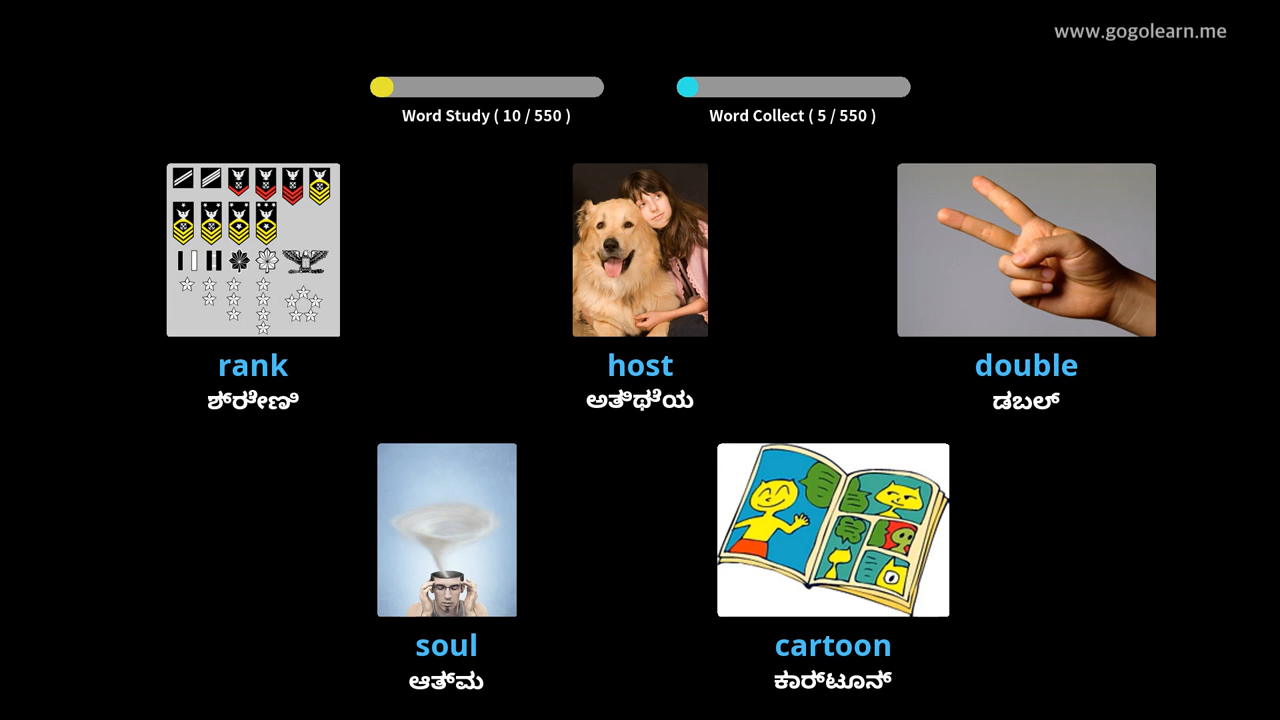 www.gogolearn.me
Word Study ( 10 / 550 )
Word Collect ( 5 / 550 )
rank
ಶ್ರೇಣಿ
host
ಅತಿಥೆಯ
double
ಡಬಲ್
soul
ಆತ್ಮ
cartoon
ಕಾರ್ಟೂನ್